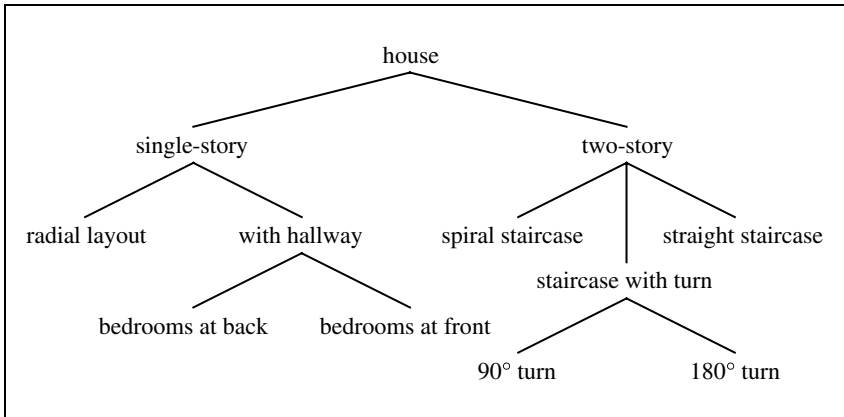 house
single-story
two-story
radial layout
with hallway
spiral staircase
straight staircase
staircase with turn
bedrooms at back
bedrooms at front
90° turn
180° turn